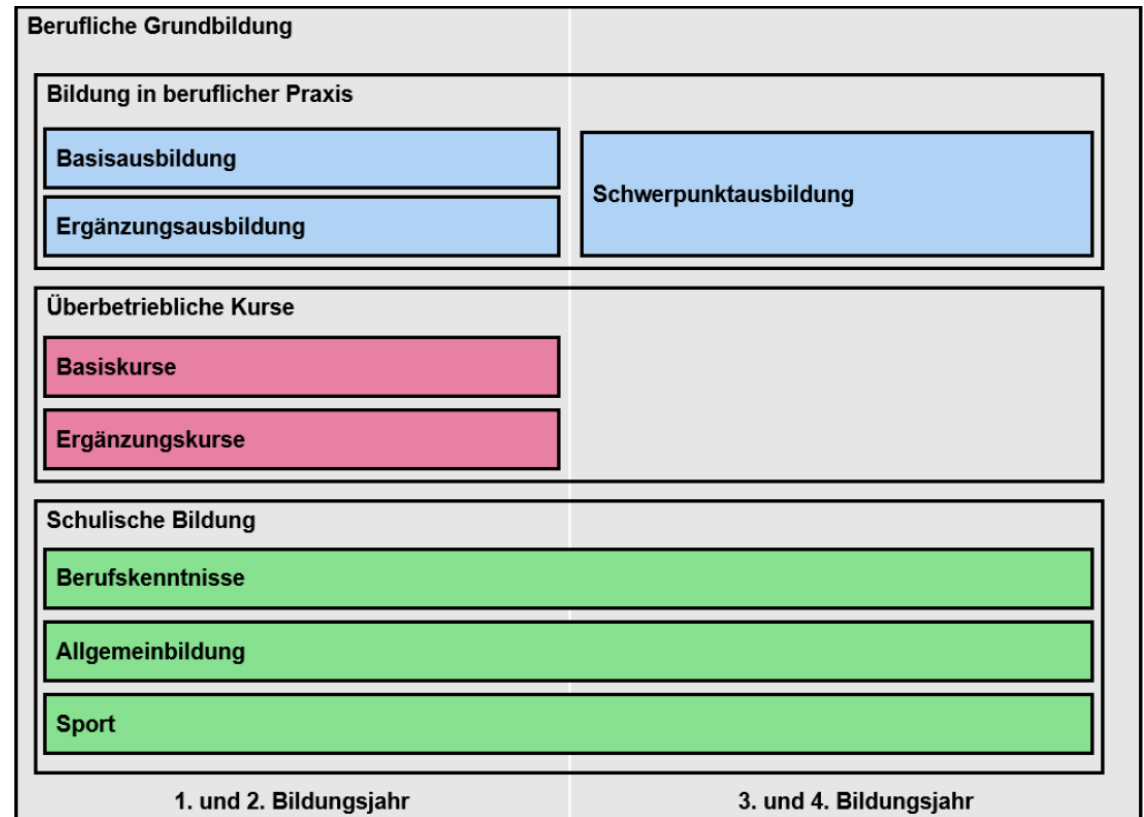 Berufliche Grundbildung
Bildung in beruflicher Praxis
Basisausbildung
Ergänzungsausbildung
Schwerpunktausbildung
Überbetriebliche Kurse
Basiskurse
Ergänzungskurse
Schulische Bildung
Berufskenntnisse
Allgemeinbildung
Sport
1. und 2. Bildungsjahr
3. und 4. Bildungsjahr